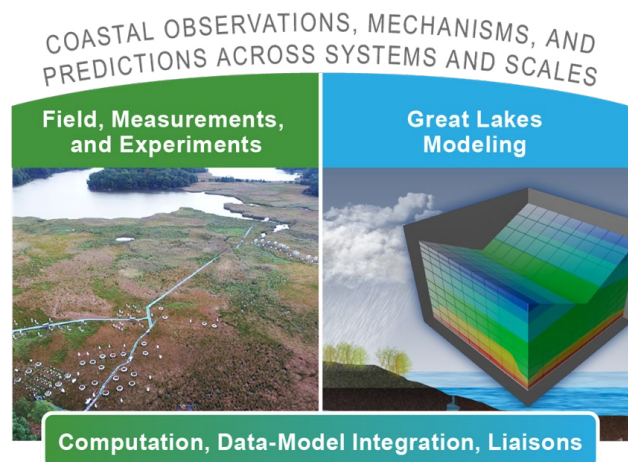 COASTAL OBSERVATIONS, MECHANISMS, AND
PREDICTIONS ACROSS SYSTEMS AND SCALES
Field, Measurements,
and Experiments
Great Lakes
Modeling
Computation, Data-Model Integration, Liaisons